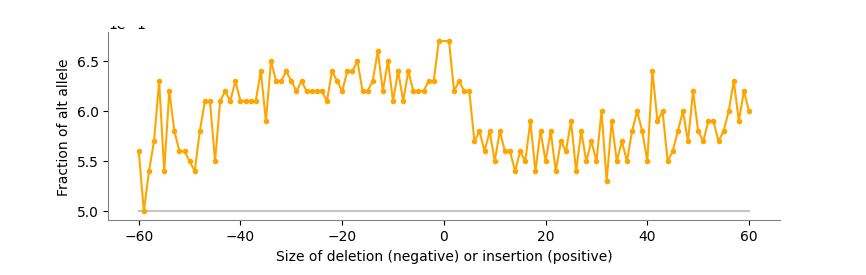 6.5
6.0
5.5
5.0
Fraction of alt allele
−60 −40 −20 0 20 40 60
Size of deletion (negative) or insertion (positive)